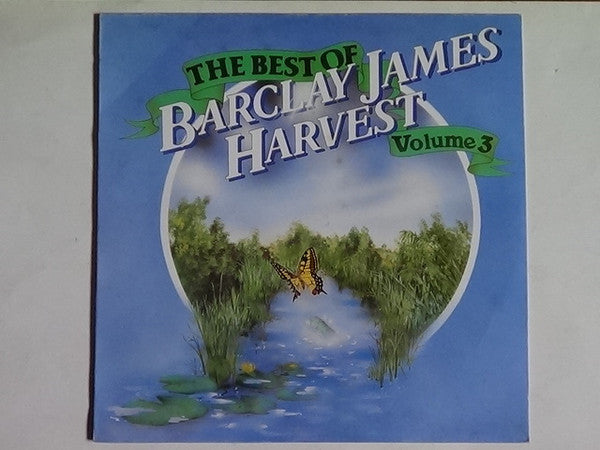 THE BEST OF
BARCLAY JAMES
HARVEST
Volume 3